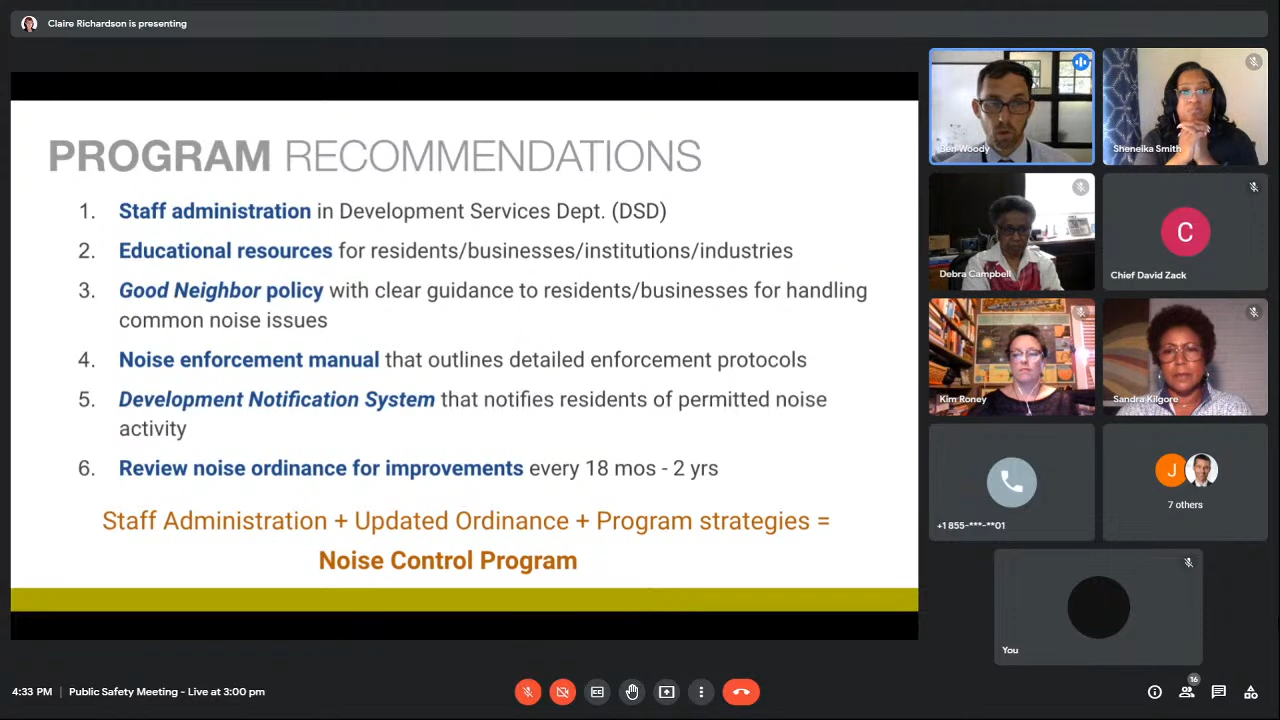 Claire Richardson is presenting
PROGRAM RECOMMENDATIONS
1. Staff administration in Development Services Dept. (DSD)
2. Educational resources for residents/businesses/institutions/industries
3. Good Neighbor policy with clear guidance to residents/businesses for handling
common noise issues
4. Noise enforcement manual that outlines detailed enforcement protocols
5. Development Notification System that notifies residents of permitted noise
activity
6. Review noise ordinance for improvements every 18 mos - 2 yrs
Staff Administration + Updated Ordinance + Program strategies =
Noise Control Program
Ben Woody
Sheneika Smith
Debra Campbell
C
Chief David Zack
Kim Roney
Sandra Kilgore
+1 855-***-**01
J
7 others
You
4:33 PM | Public Safety Meeting - Live at 3:00 pm
CC
16